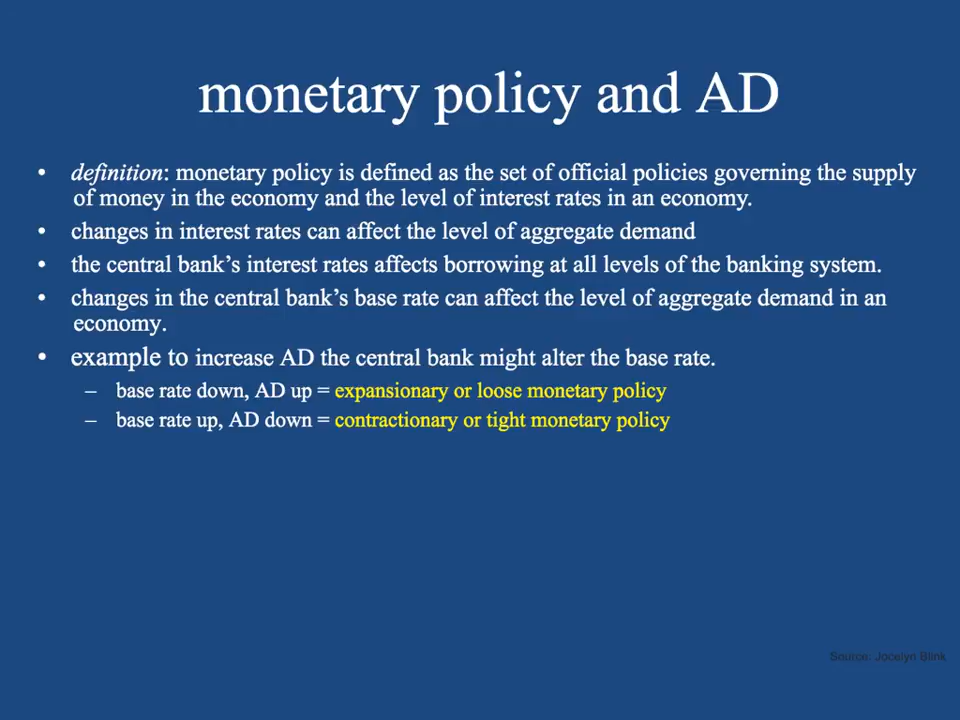 monetary policy and AD
• definition: monetary policy is defined as the set of official policies governing the supply
of money in the economy and the level of interest rates in an economy.
• changes in interest rates can affect the level of aggregate demand
• the central bank’s interest rates affects borrowing at all levels of the banking system.
• changes in the central bank’s base rate can affect the level of aggregate demand in an
economy.
• example to increase AD the central bank might alter the base rate.
– base rate down, AD up = expansionary or loose monetary policy
– base rate up, AD down = contractionary or tight monetary policy
Source: Jocelyn Blink